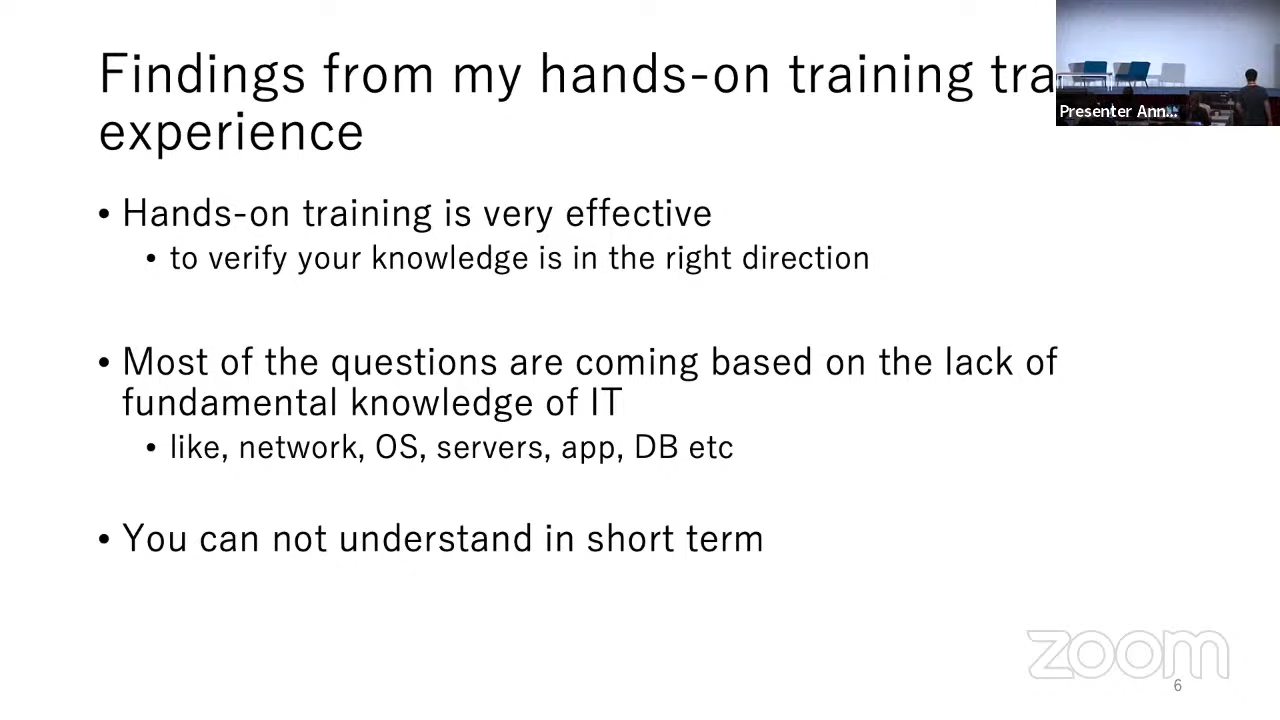 Findings from my hands-on training tra
experience
Presenter Ann...
• Hands-on training is very effective
• to verify your knowledge is in the right direction
• Most of the questions are coming based on the lack of
fundamental knowledge of IT
• like, network, OS, servers, app, DB etc
• You can not understand in short term
zoom
6